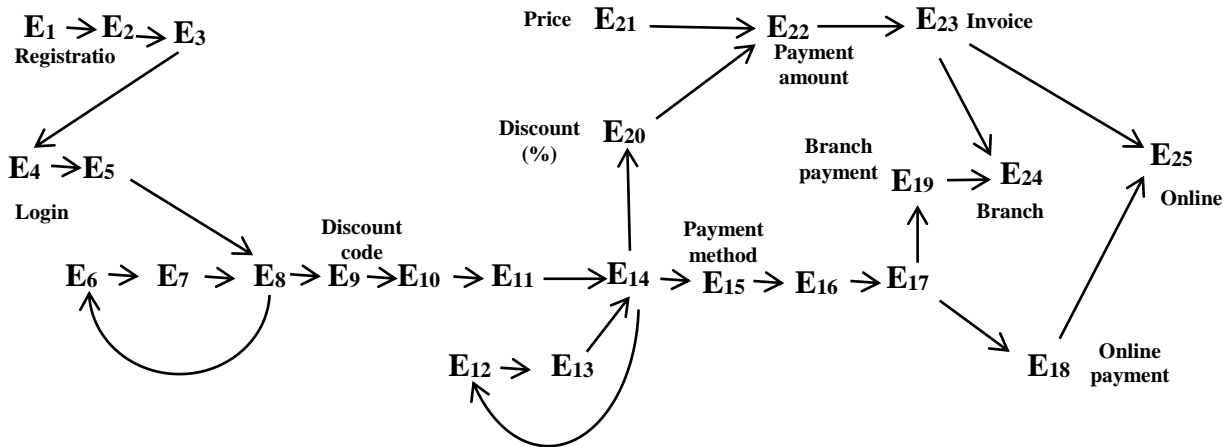 E1 E2 E3
Registratio
Price E21 E22 E23 Invoice
Payment
amount
Discount
(%)
E20
E4 E5
Login
Branch
payment
E19 E24
Branch
E25
Online
Discount
code
Payment
method
E6 E7 E8 E9 E10 E11 E14 E15 E16 E17
E12 E13
E18 Online
payment